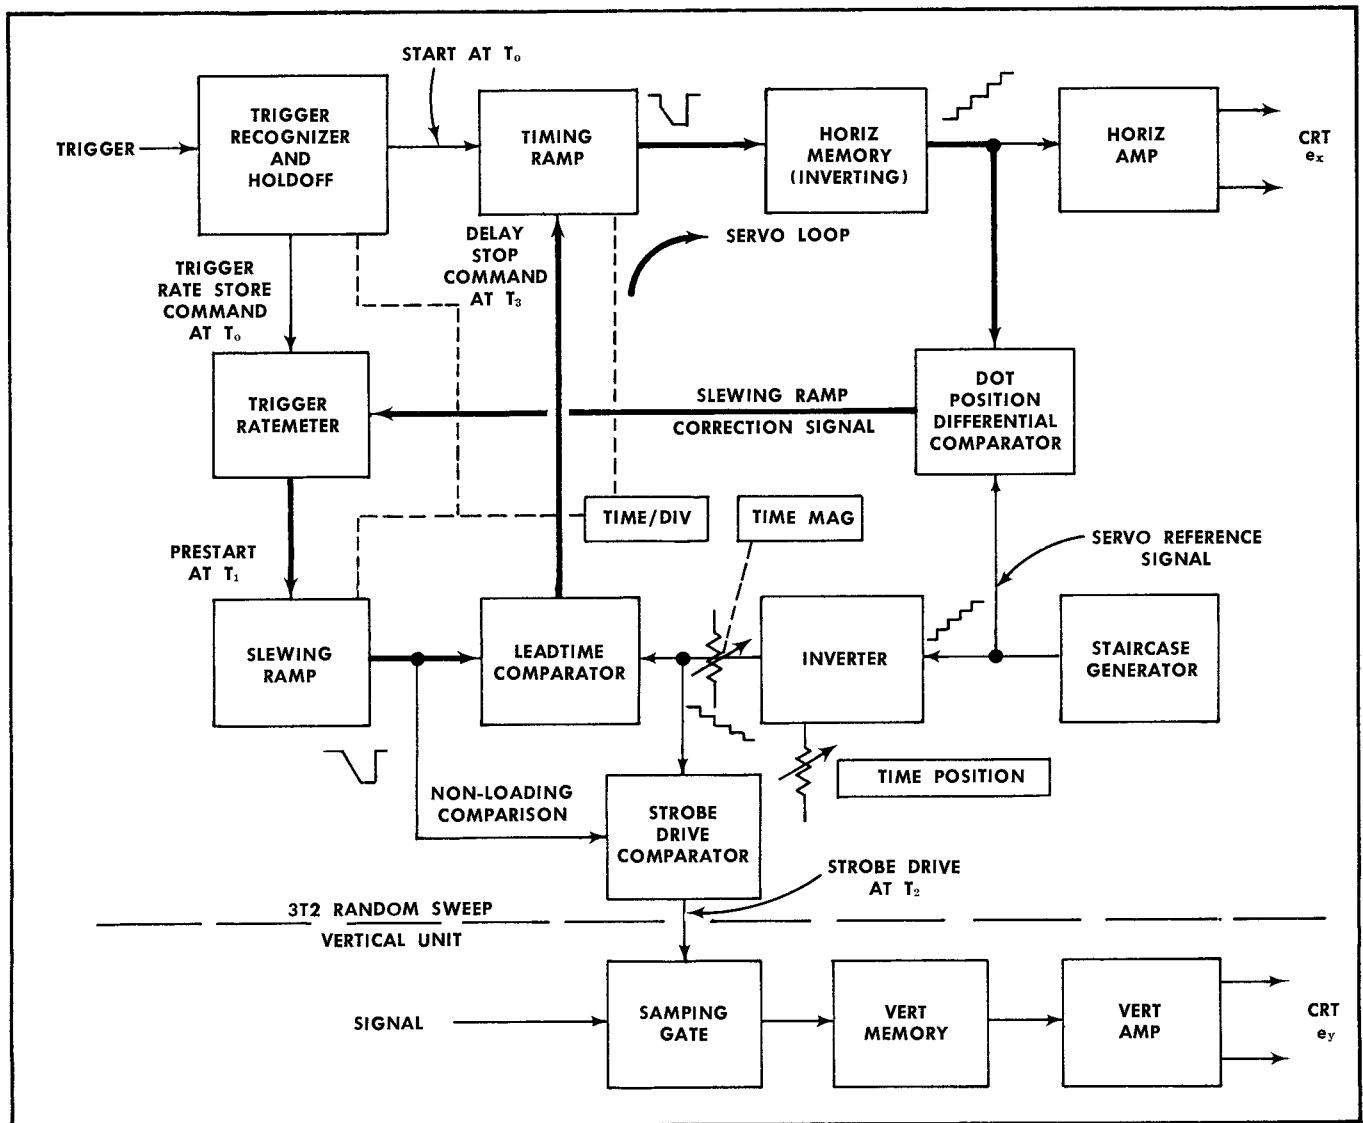 START AT T₀
TRIGGER
TRIGGER
RECOGNIZER
AND
HOLDOFF
TIMING
RAMP
HORIZ
MEMORY
(INVERTING)
HORIZ
AMP
CRT
eₓ
DELAY
STOP
COMMAND
AT T₃
SERVO LOOP
TRIGGER
RATE STORE
COMMAND
AT T₀
TRIGGER
RATEMETER
SLEWING RAMP
CORRECTION SIGNAL
DOT
POSITION
DIFFERENTIAL
COMPARATOR
TIME/DIV
TIME MAG
SERVO REFERENCE
SIGNAL
PRESTART
AT T₁
SLEWING
RAMP
LEADTIME
COMPARATOR
INVERTER
STAIRCASE
GENERATOR
TIME POSITION
NON-LOADING
COMPARISON
STROBE
DRIVE
COMPARATOR
STROBE DRIVE
AT T₂
3T2 RANDOM SWEEP
VERTICAL UNIT
SIGNAL
SAMPING
GATE
VERT
MEMORY
VERT
AMP
CRT
eᵧ